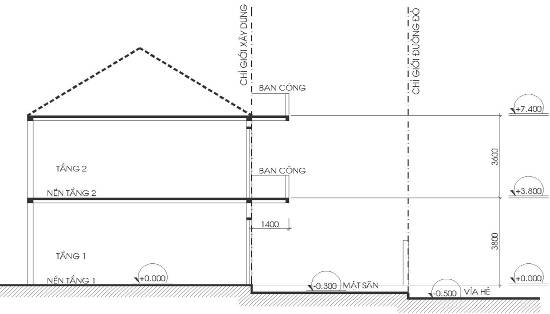 CHỈ GIỚI XÂY DỰNG
CHỈ GIỚI ĐƯỜNG ĐỎ
BAN CÔNG
+7.400
TẦNG 2
3600
BAN CÔNG
NỀN TẦNG 2
+3.800
1400
TẦNG 1
3800
NỀN TẦNG 1
+0.000
+0.000
-0.300
MẶT SÂN
-0.500
VỈA HÈ